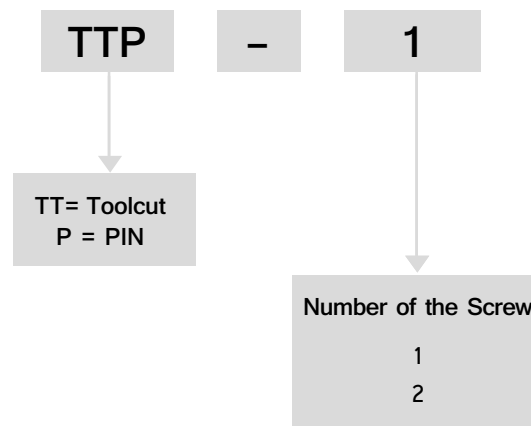 TTP – 1
TT= Toolcut
P = PIN
Number of the Screw
1
2